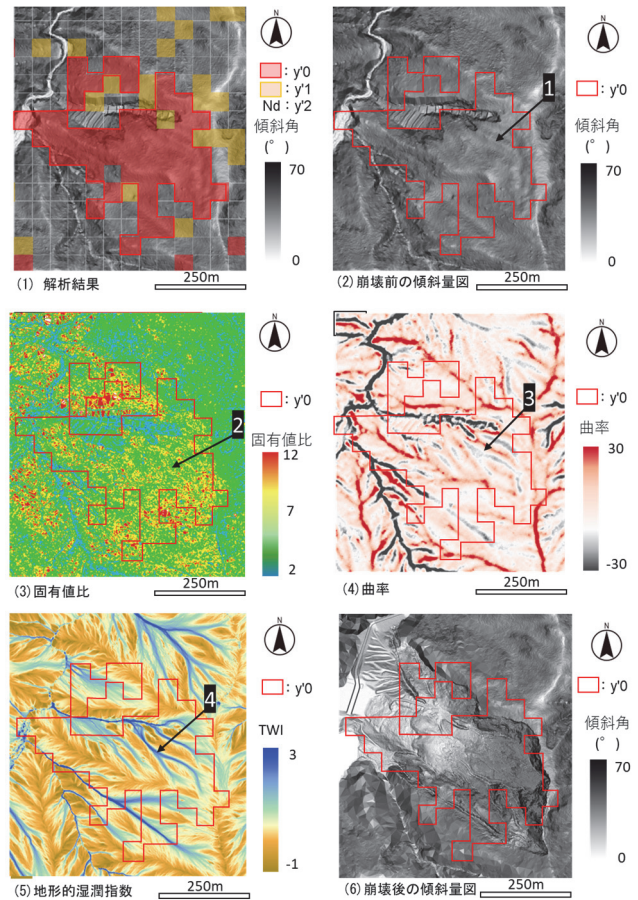 N
:y'0
:y'1
Nd:y'2
傾斜角
(°)
70
0
250m
(1) 解析結果
N
:y'0
1
傾斜角
(°)
70
0
250m
(2) 崩壊前の傾斜量図
N
:y'0
2
固有値比
12
7
2
250m
(3) 固有値比
N
:y'0
3
曲率
30
-30
250m
(4) 曲率
N
:y'0
4
TWI
3
-1
250m
(5) 地形的湿潤指数
N
:y'0
傾斜角
(°)
70
0
250m
(6) 崩壊後の傾斜量図